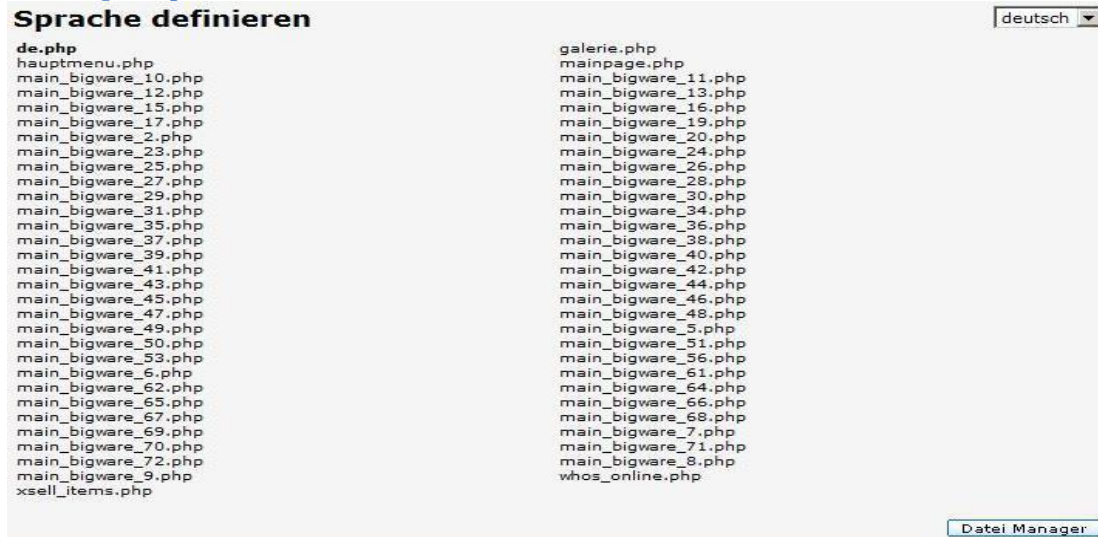 Sprache definieren deutsch
de.php galerie.php
hauptmenu.php mainpage.php
main_bigware_10.php main_bigware_11.php
main_bigware_12.php main_bigware_13.php
main_bigware_15.php main_bigware_16.php
main_bigware_17.php main_bigware_19.php
main_bigware_2.php main_bigware_20.php
main_bigware_23.php main_bigware_24.php
main_bigware_25.php main_bigware_26.php
main_bigware_27.php main_bigware_28.php
main_bigware_29.php main_bigware_30.php
main_bigware_31.php main_bigware_34.php
main_bigware_35.php main_bigware_36.php
main_bigware_37.php main_bigware_38.php
main_bigware_39.php main_bigware_40.php
main_bigware_41.php main_bigware_42.php
main_bigware_43.php main_bigware_44.php
main_bigware_45.php main_bigware_46.php
main_bigware_47.php main_bigware_48.php
main_bigware_49.php main_bigware_5.php
main_bigware_50.php main_bigware_51.php
main_bigware_53.php main_bigware_56.php
main_bigware_6.php main_bigware_61.php
main_bigware_62.php main_bigware_64.php
main_bigware_65.php main_bigware_66.php
main_bigware_67.php main_bigware_68.php
main_bigware_69.php main_bigware_7.php
main_bigware_70.php main_bigware_71.php
main_bigware_72.php main_bigware_8.php
main_bigware_9.php whos_online.php
xsell_items.php
Datei Manager